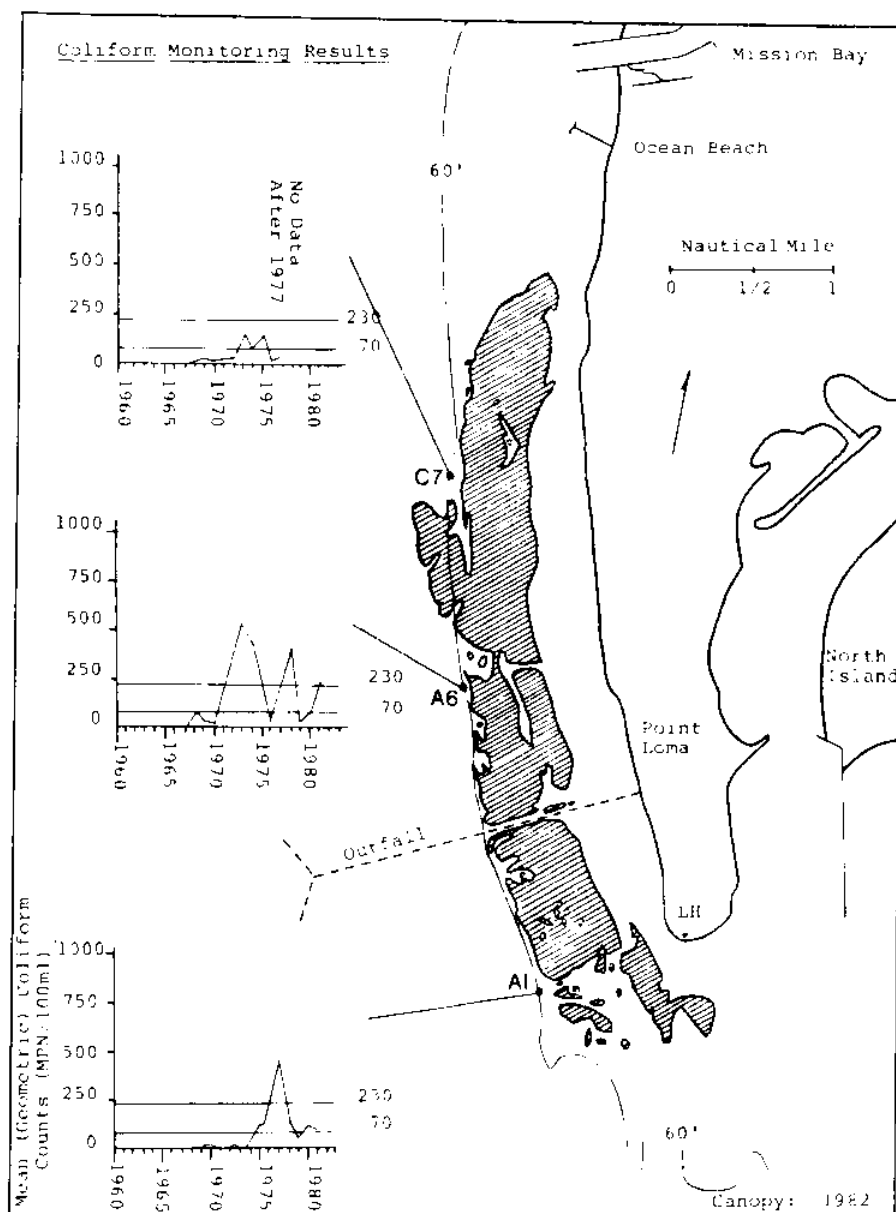 Coliform Monitoring Results
Mission Bay
Ocean Beach
60'
Nautical Mile
0 1/2 1
1000
750
500
250
0
No Data
After 1977
230
70
1960 1965 1970 1975 1980
C7
1000
750
500
250
0
230
70
1960 1965 1970 1975 1980
A6
North
Island
Point
Loma
Outfall
LH
Mean (Geometric) Coliform
Counts (MPN/100ml)
1000
750
500
250
0
230
70
1960 1965 1970 1975 1980
A1
60'
Canopy: 1982